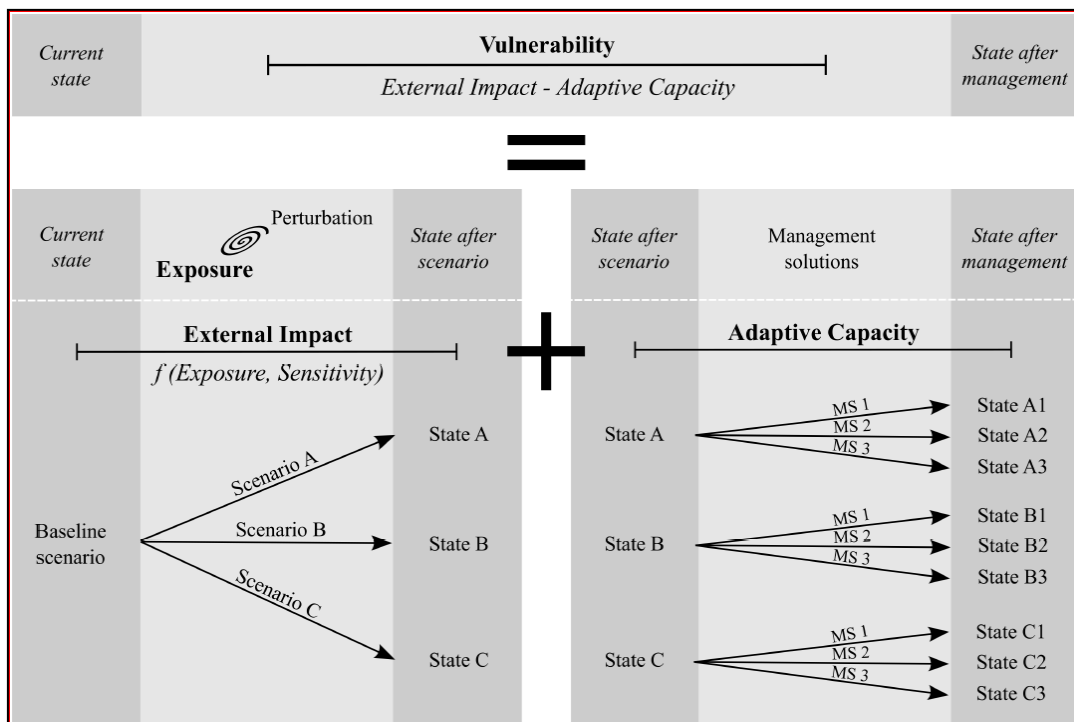 Current
state
Vulnerability
External Impact - Adaptive Capacity
State after
management
=
Current
state
Perturbation
Exposure
State after
scenario
External Impact
f (Exposure, Sensitivity)
Baseline
scenario
Scenario A
Scenario B
Scenario C
State A
State B
State C
+
State after
scenario
Management
solutions
State after
management
Adaptive Capacity
State A
MS 1
MS 2
MS 3
State A1
State A2
State A3
State B
MS 1
MS 2
MS 3
State B1
State B2
State B3
State C
MS 1
MS 2
MS 3
State C1
State C2
State C3